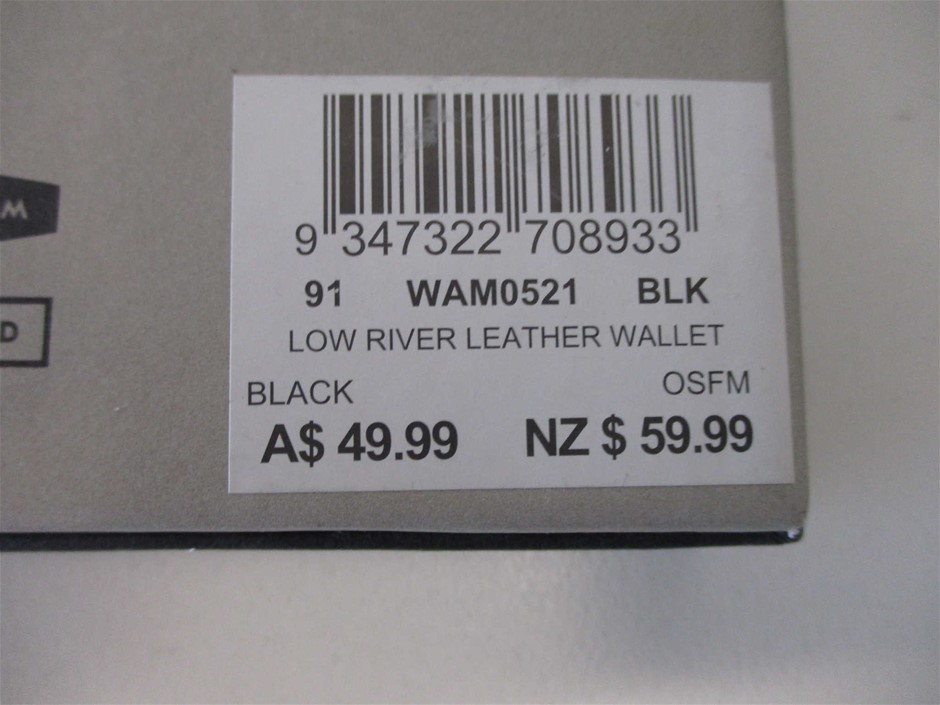 W
D
9 347322 708933
91 WAM0521 BLK
LOW RIVER LEATHER WALLET
BLACK OSFM
A$ 49.99 NZ $ 59.99